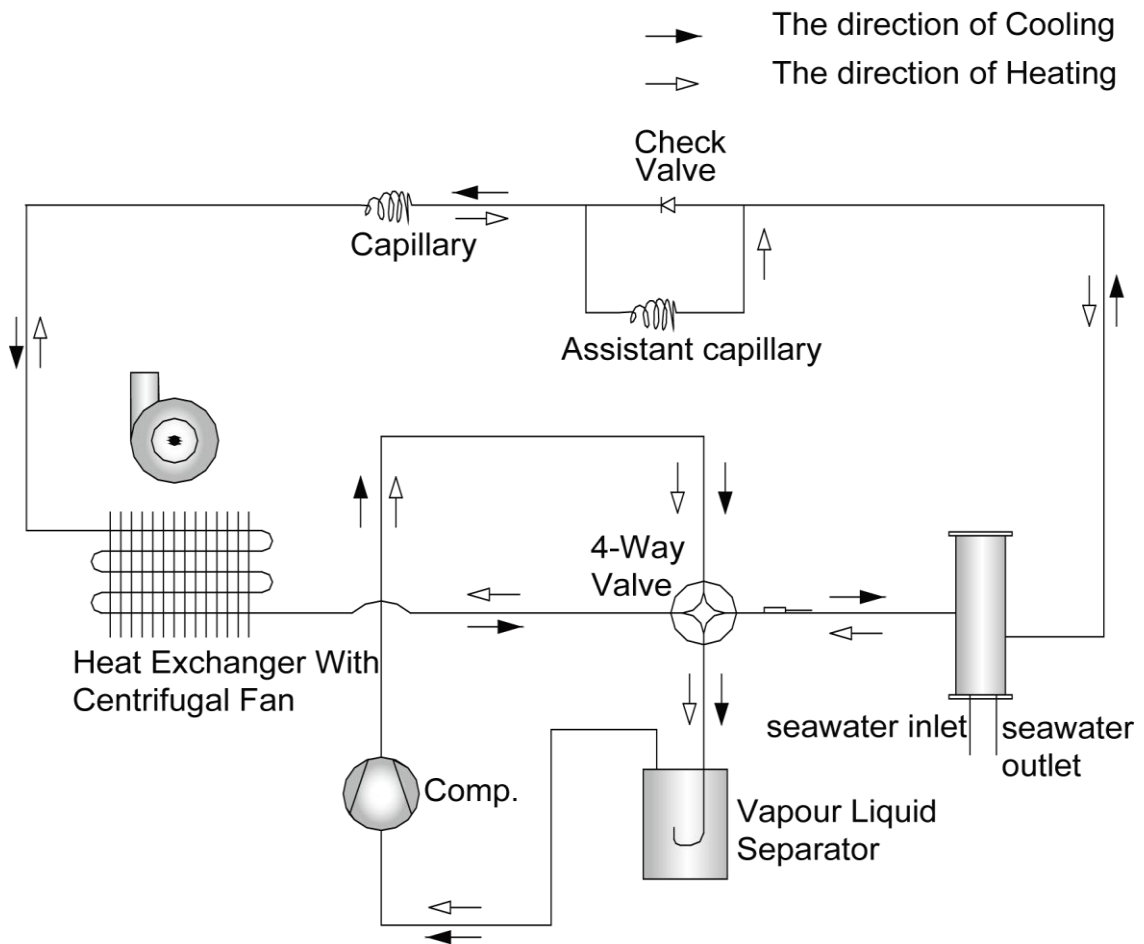 The direction of Cooling
The direction of Heating
Check
Valve
Capillary
Assistant capillary
4-Way
Valve
Heat Exchanger With
Centrifugal Fan
seawater inlet
seawater
outlet
Comp.
Vapour Liquid
Separator